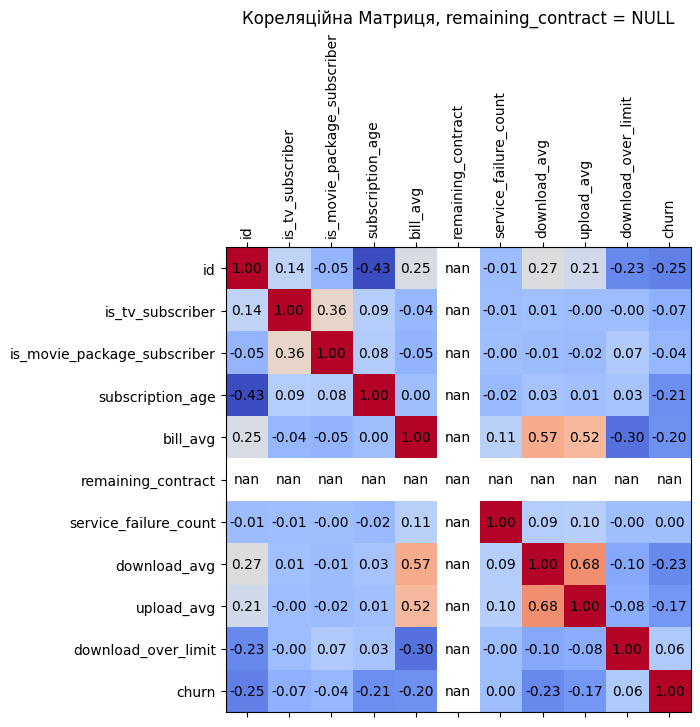 Кореляційна Матриця, remaining_contract = NULL
id
is_tv_subscriber
is_movie_package_subscriber
subscription_age
bill_avg
remaining_contract
service_failure_count
download_avg
upload_avg
download_over_limit
churn
id 1.00 0.14 -0.05 -0.43 0.25 nan -0.01 0.27 0.21 -0.23 -0.25
is_tv_subscriber 0.14 1.00 0.36 0.09 -0.04 nan -0.01 0.01 -0.00 -0.00 -0.07
is_movie_package_subscriber -0.05 0.36 1.00 0.08 -0.05 nan -0.00 -0.01 -0.02 0.07 -0.04
subscription_age -0.43 0.09 0.08 1.00 0.00 nan -0.02 0.03 0.01 0.03 -0.21
bill_avg 0.25 -0.04 -0.05 0.00 1.00 nan 0.11 0.57 0.52 -0.30 -0.20
remaining_contract nan nan nan nan nan nan nan nan nan nan nan
service_failure_count -0.01 -0.01 -0.00 -0.02 0.11 nan 1.00 0.09 0.10 -0.00 0.00
download_avg 0.27 0.01 -0.01 0.03 0.57 nan 0.09 1.00 0.68 -0.10 -0.23
upload_avg 0.21 -0.00 -0.02 0.01 0.52 nan 0.10 0.68 1.00 -0.08 -0.17
download_over_limit -0.23 -0.00 0.07 0.03 -0.30 nan -0.00 -0.10 -0.08 1.00 0.06
churn -0.25 -0.07 -0.04 -0.21 -0.20 nan 0.00 -0.23 -0.17 0.06 1.00